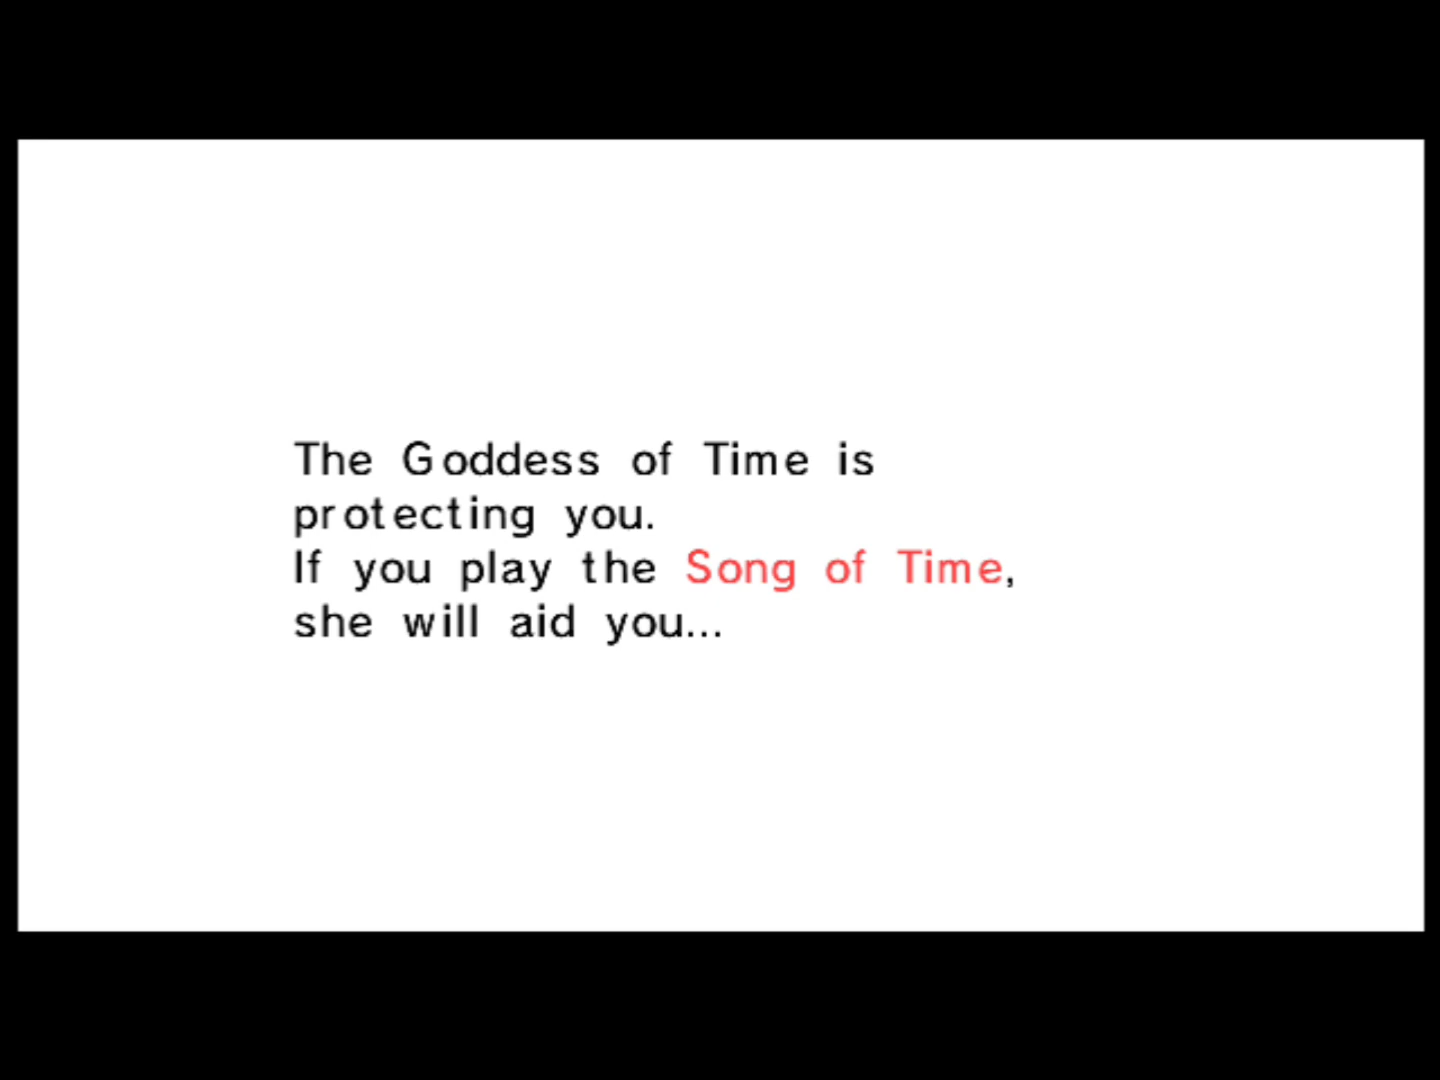 The Goddess of Time is
protecting you.
If you play the Song of Time,
she will aid you...